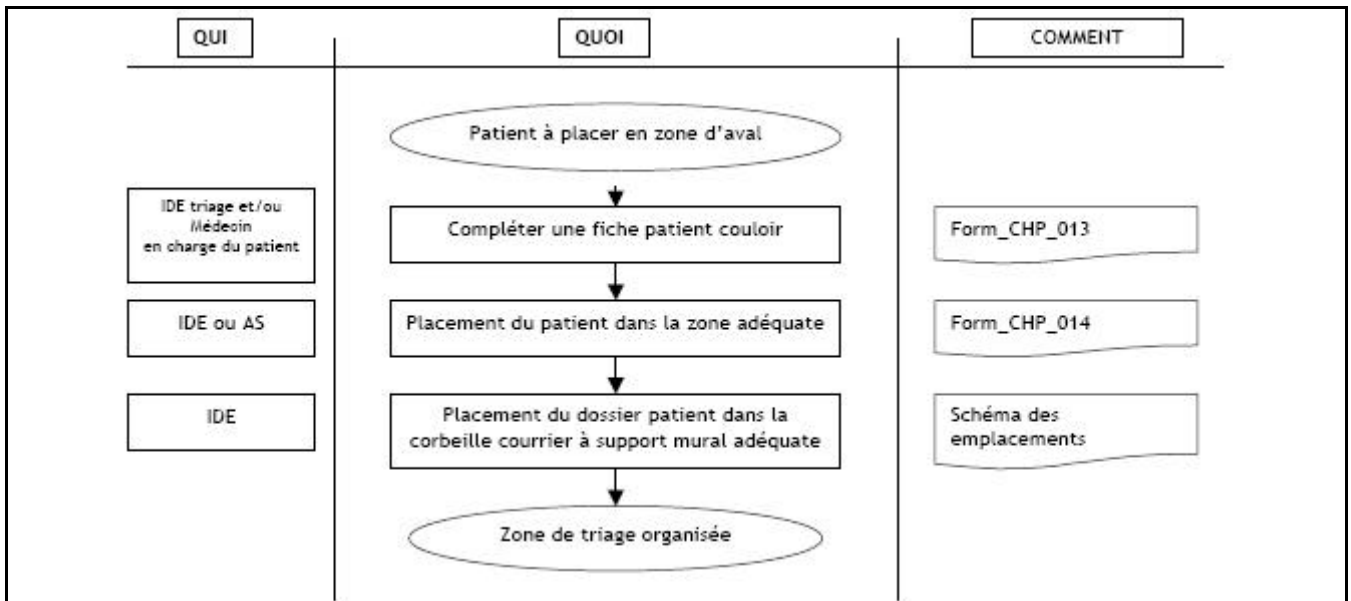 QUI
QUOI
COMMENT
Patient à placer en zone d'aval
IDE triage et/ou
Médecin
en charge du patient
Compléter une fiche patient couloir
Form_CHP_013
IDE ou AS
Placement du patient dans la zone adéquate
Form_CHP_014
IDE
Placement du dossier patient dans la
corbeille courrier à support mural adéquate
Schéma des
emplacements
Zone de triage organisée